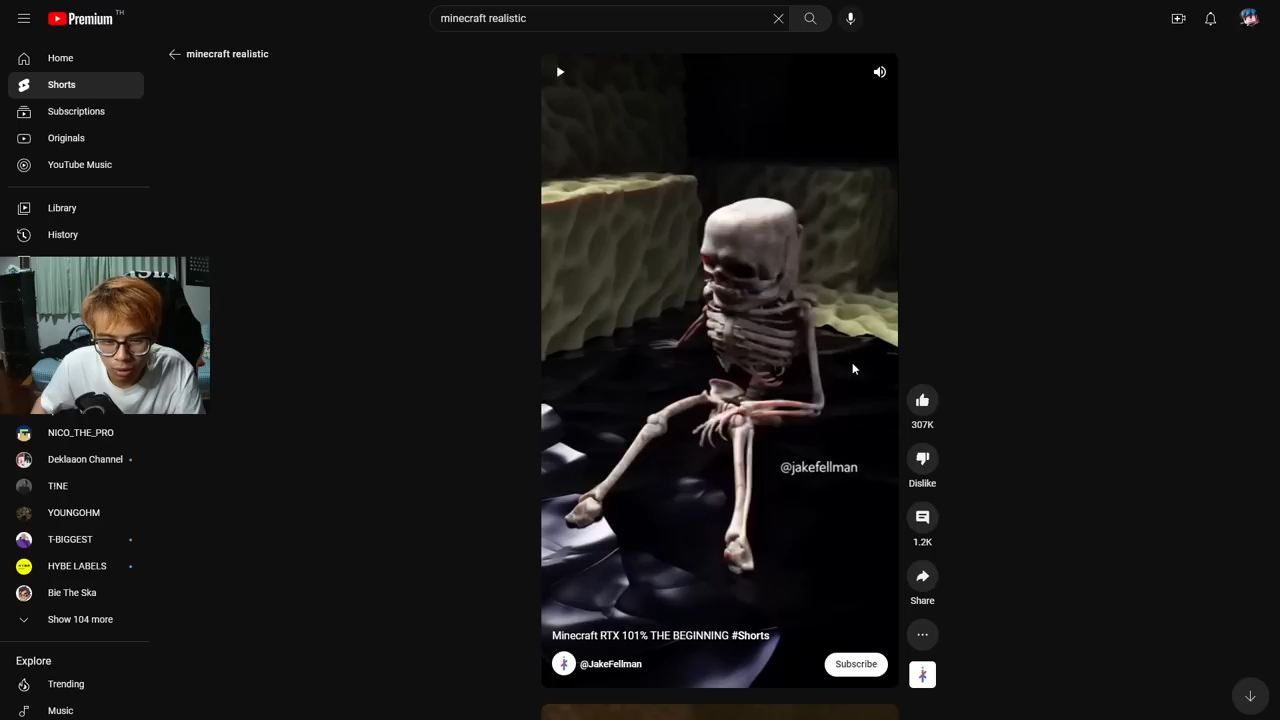 Premium TH
minecraft realistic
minecraft realistic
Home
Shorts
Subscriptions
Originals
YouTube Music
Library
History
NICO_THE_PRO
Deklaaon Channel
T!NE
YOUNGOHM
T-BIGGEST
HYBE LABELS
Bie The Ska
Show 104 more
Explore
Trending
Music
@jakefellman
307K
Dislike
1.2K
Share
Minecraft RTX 101% THE BEGINNING #Shorts
@JakeFellman
Subscribe